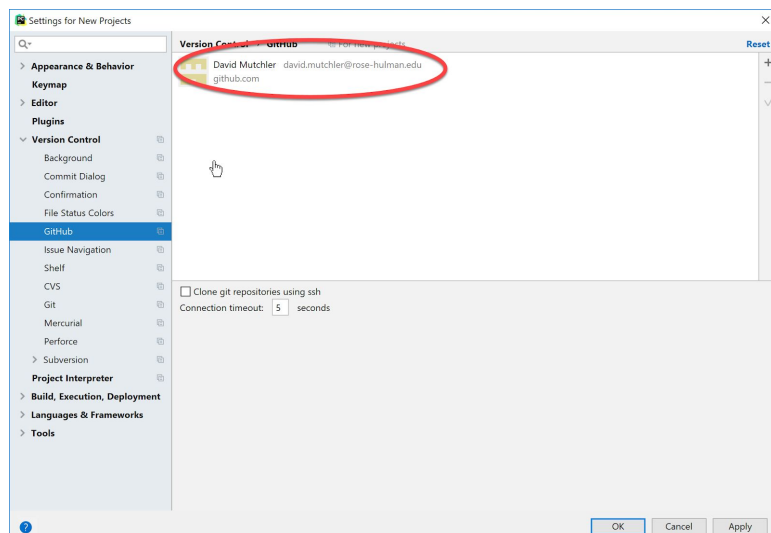 Settings for New Projects
Version Control › GitHub For new projects
Reset
Appearance & Behavior
Keymap
Editor
Plugins
Version Control
Background
Commit Dialog
Confirmation
File Status Colors
GitHub
Issue Navigation
Shelf
CVS
Git
Mercurial
Perforce
Subversion
Project Interpreter
Build, Execution, Deployment
Languages & Frameworks
Tools
David Mutchler david.mutchler@rose-hulman.edu
github.com
Clone git repositories using ssh
Connection timeout: 5 seconds
?
OK Cancel Apply